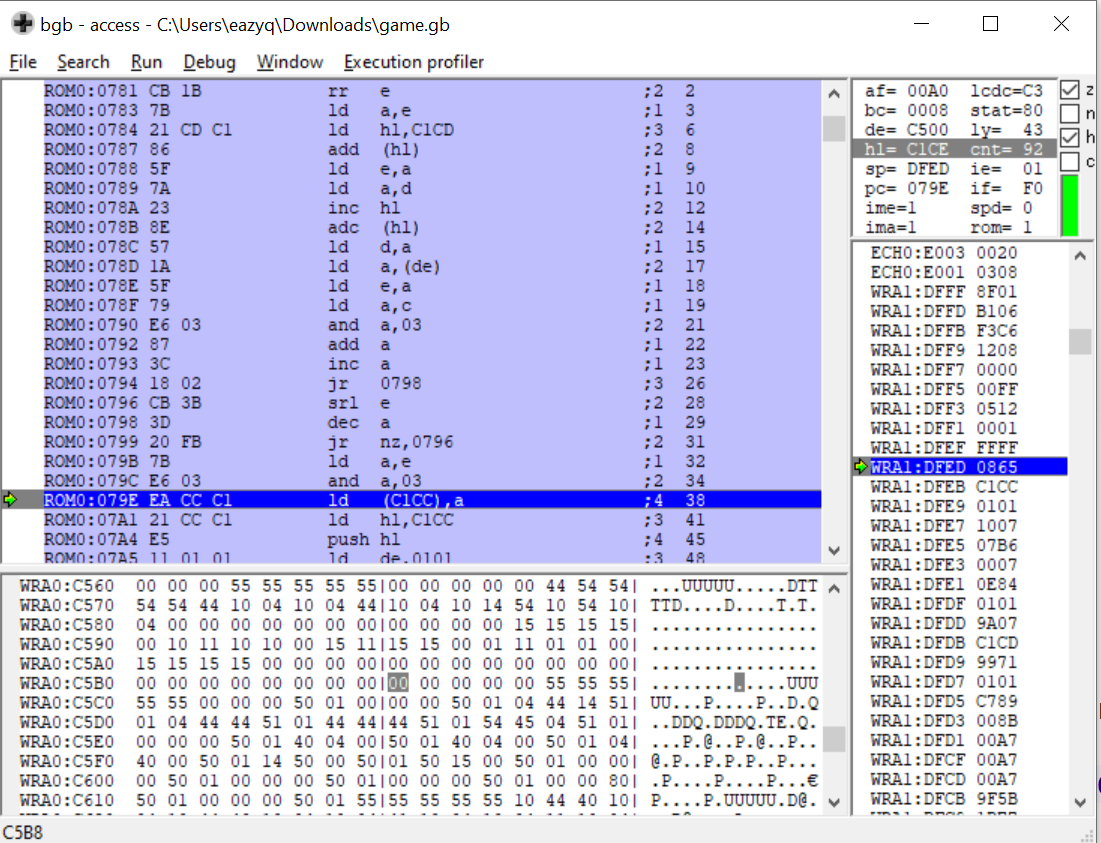 bgb - access - C:\Users\eazyq\Downloads\game.gb
File Search Run Debug Window Execution profiler
ROM0:0781 CB 1B rr e ;2 2
ROM0:0783 7B ld a,e ;1 3
ROM0:0784 21 CD C1 ld hl,C1CD ;3 6
ROM0:0787 86 add (hl) ;2 8
ROM0:0788 5F ld e,a ;1 9
ROM0:0789 7A ld a,d ;1 10
ROM0:078A 23 inc hl ;2 12
ROM0:078B 8E adc (hl) ;2 14
ROM0:078C 57 ld d,a ;1 15
ROM0:078D 1A ld a,(de) ;2 17
ROM0:078E 5F ld e,a ;1 18
ROM0:078F 79 ld a,c ;1 19
ROM0:0790 E6 03 and a,03 ;2 21
ROM0:0792 87 add a ;1 22
ROM0:0793 3C inc a ;1 23
ROM0:0794 18 02 jr 0798 ;3 26
ROM0:0796 CB 3B srl e ;2 28
ROM0:0798 3D dec a ;1 29
ROM0:0799 20 FB jr nz,0796 ;2 31
ROM0:079B 7B ld a,e ;1 32
ROM0:079C E6 03 and a,03 ;2 34
ROM0:079E EA CC C1 ld (C1CC),a ;4 38
ROM0:07A1 21 CC C1 ld hl,C1CC ;3 41
ROM0:07A4 E5 push hl ;4 45
ROM0:07A5 11 01 01 ld de,0101 ;3 48
af= 00A0 lcdc=C3 z
bc= 0008 stat=80 n
de= C500 ly= 43 h
hl= C1CE cnt= 92 c
sp= DFED ie= 01
pc= 079E if= F0
ime=1 spd= 0
ima=1 rom= 1
ECH0:E003 0020
ECH0:E001 0308
WRA1:DFFF 8F01
WRA1:DFFD B106
WRA1:DFFB F3C6
WRA1:DFF9 1208
WRA1:DFF7 0000
WRA1:DFF5 00FF
WRA1:DFF3 0512
WRA1:DFF1 0001
WRA1:DFEF FFFF
WRA1:DFED 0865
WRA1:DFEB C1CC
WRA1:DFE9 0101
WRA1:DFE7 1007
WRA1:DFE5 07B6
WRA1:DFE3 0007
WRA1:DFE1 0E84
WRA1:DFDF 0101
WRA1:DFDD 9A07
WRA1:DFDB C1CD
WRA1:DFD9 9971
WRA1:DFD7 0101
WRA1:DFD5 C789
WRA1:DFD3 008B
WRA1:DFD1 00A7
WRA1:DFCF 00A7
WRA1:DFCD 00A7
WRA1:DFCB 9F5B
WRA0:C560 00 00 00 55 55 55 55 55|00 00 00 00 00 44 54 54| ...UUUUU.....DTT
WRA0:C570 54 54 44 10 04 10 04 44|10 04 10 14 54 10 54 10| TTD....D....T.T.
WRA0:C580 04 00 00 00 00 00 00 00|00 00 00 00 15 15 15 15| ................
WRA0:C590 00 10 11 10 10 00 15 11|15 15 00 01 11 01 01 00| ................
WRA0:C5A0 15 15 15 15 00 00 00 00|00 00 00 00 00 00 00 00| ................
WRA0:C5B0 00 00 00 00 00 00 00 00|00 00 00 00 00 55 55 55| .............UUU
WRA0:C5C0 55 55 00 00 00 50 01 00|00 00 50 01 04 44 14 51| UU...P....P..D.Q
WRA0:C5D0 01 04 44 44 51 01 44 44|44 51 01 54 45 04 51 01| ..DDQ.DDDQ.TE.Q.
WRA0:C5E0 00 00 00 50 01 40 04 00|50 01 40 04 00 50 01 04| ...P.@..P.@..P..
WRA0:C5F0 40 00 50 01 14 50 00 50|01 50 15 00 50 01 00 00| @.P..P.P.P..P...
WRA0:C600 00 50 01 00 00 00 50 01|00 00 00 50 01 00 00 80| .P....P....P...€
WRA0:C610 50 01 00 00 00 50 01 55|55 55 55 55 10 44 40 10| P....P.UUUUU.D@.
C5B8